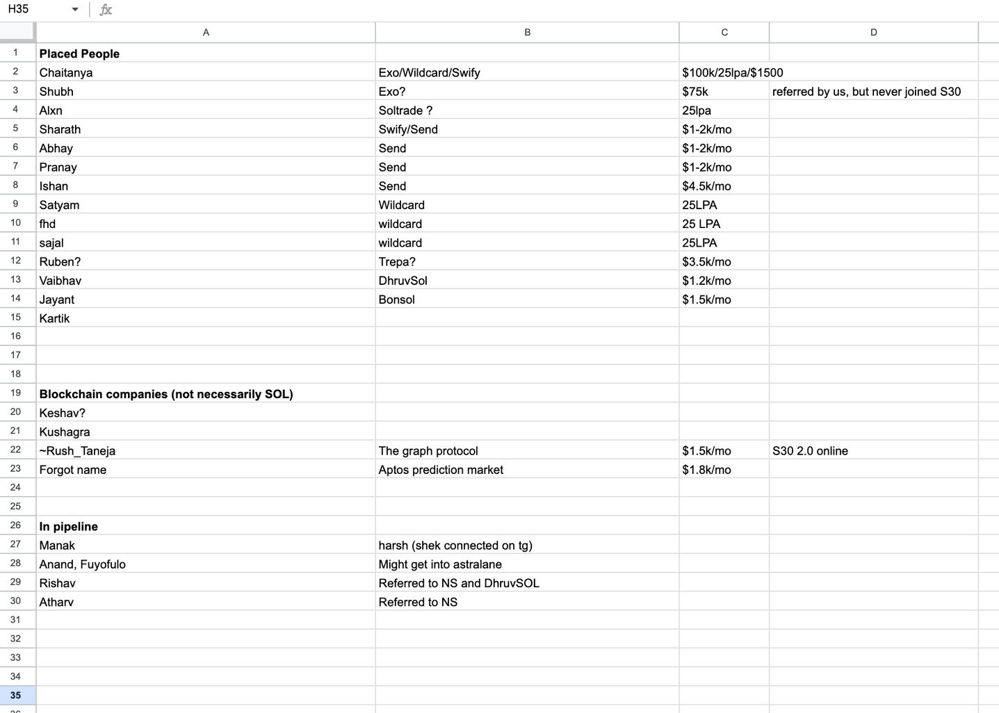 H35 fx
A B C D
1 Placed People
2 Chaitanya Exo/Wildcard/Swify $100k/25lpa/$1500
3 Shubh Exo? $75k referred by us, but never joined S30
4 Alxn Soltrade ? 25lpa
5 Sharath Swify/Send $1-2k/mo
6 Abhay Send $1-2k/mo
7 Pranay Send $1-2k/mo
8 Ishan Send $4.5k/mo
9 Satyam Wildcard 25LPA
10 fhd wildcard 25 LPA
11 sajal wildcard 25LPA
12 Ruben? Trepa? $3.5k/mo
13 Vaibhav DhruvSol $1.2k/mo
14 Jayant Bonsol $1.5k/mo
15 Kartik
16
17
18
19 Blockchain companies (not necessarily SOL)
20 Keshav?
21 Kushagra
22 ~Rush_Taneja The graph protocol $1.5k/mo S30 2.0 online
23 Forgot name Aptos prediction market $1.8k/mo
24
25
26 In pipeline
27 Manak harsh (shek connected on tg)
28 Anand, Fuyofulo Might get into astralane
29 Rishav Referred to NS and DhruvSOL
30 Atharv Referred to NS
31
32
33
34
35